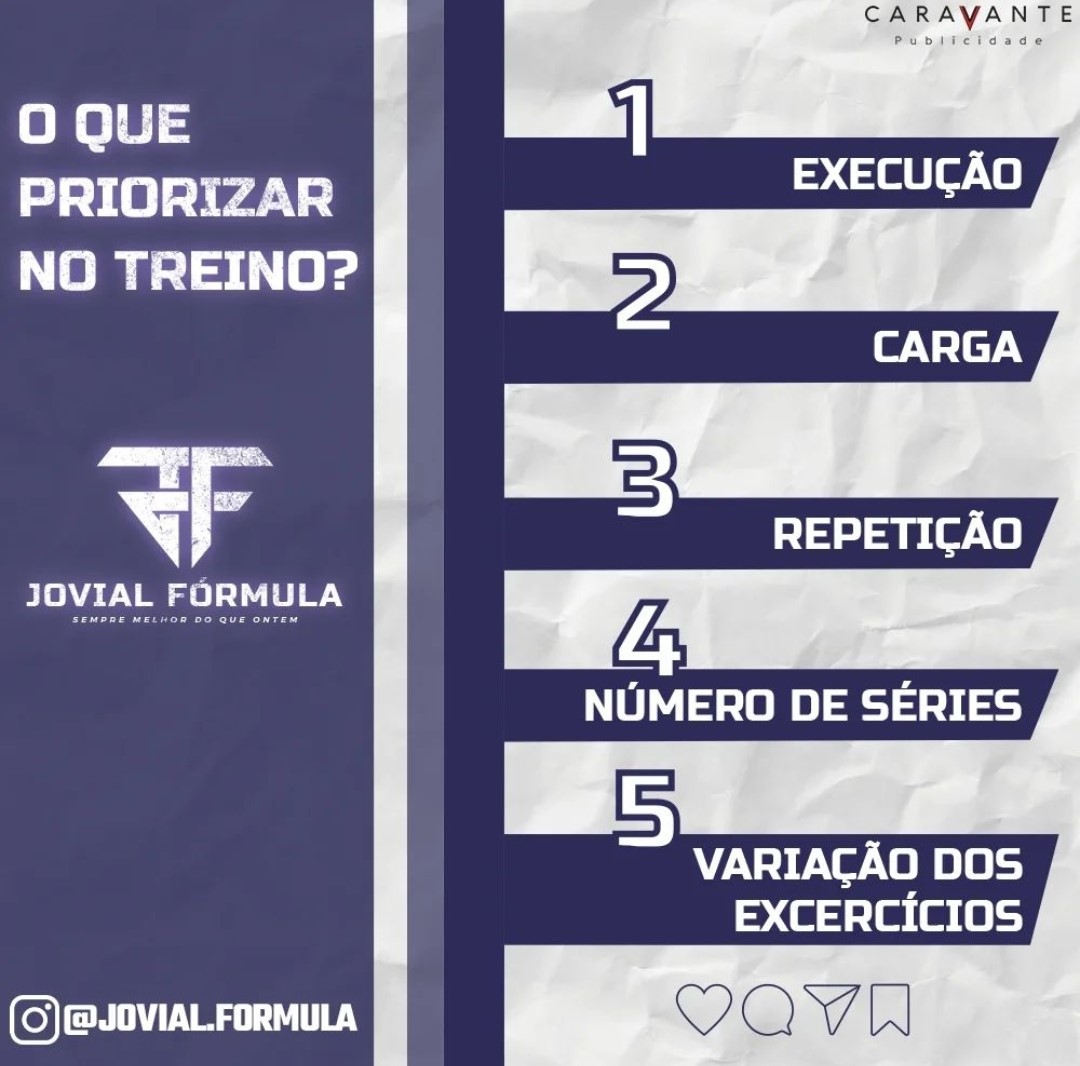 O QUE
PRIORIZAR
NO TREINO?
JOVIAL FÓRMULA
SEMPRE MELHOR DO QUE ONTEM
@JOVIAL.FORMULA
CARAVANTE
Publicidade
1
EXECUÇÃO
2
CARGA
3
REPETIÇÃO
4
NÚMERO DE SÉRIES
5
VARIAÇÃO DOS
EXCERCÍCIOS